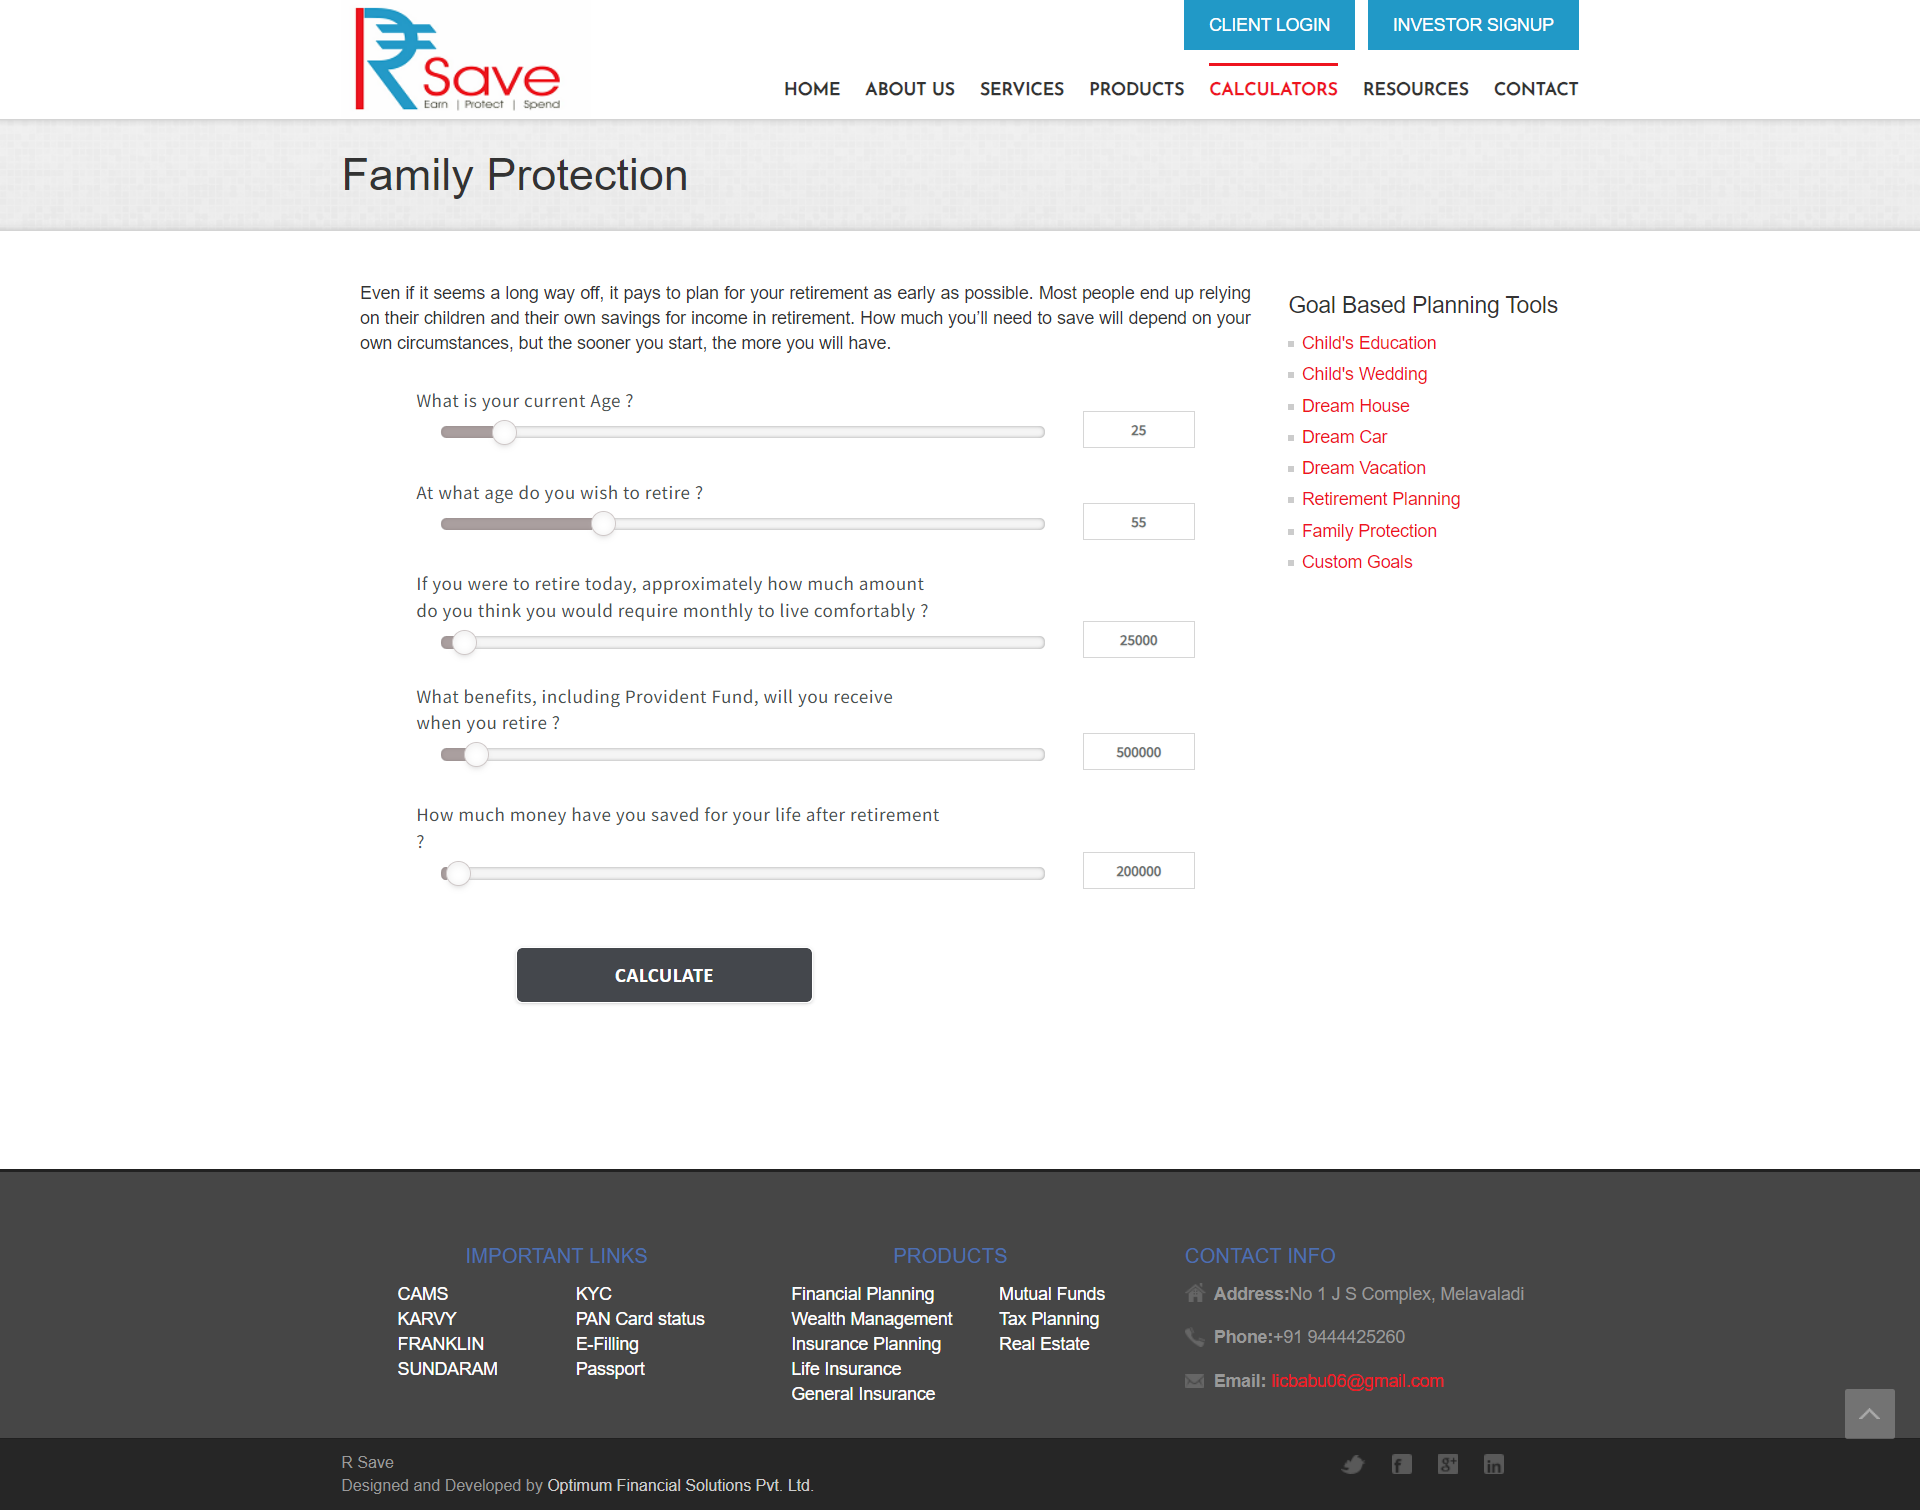 R Save
Earn | Protect | Spend
CLIENT LOGIN
INVESTOR SIGNUP
HOME ABOUT US SERVICES PRODUCTS CALCULATORS RESOURCES CONTACT
Family Protection
Even if it seems a long way off, it pays to plan for your retirement as early as possible. Most people end up relying
on their children and their own savings for income in retirement. How much you’ll need to save will depend on your
own circumstances, but the sooner you start, the more you will have.
What is your current Age ?
25
At what age do you wish to retire ?
55
If you were to retire today, approximately how much amount
do you think you would require monthly to live comfortably ?
25000
What benefits, including Provident Fund, will you receive
when you retire ?
500000
How much money have you saved for your life after retirement
?
200000
CALCULATE
Goal Based Planning Tools
Child's Education
Child's Wedding
Dream House
Dream Car
Dream Vacation
Retirement Planning
Family Protection
Custom Goals
IMPORTANT LINKS
CAMS
KARVY
FRANKLIN
SUNDARAM
KYC
PAN Card status
E-Filling
Passport
PRODUCTS
Financial Planning
Wealth Management
Insurance Planning
Life Insurance
General Insurance
Mutual Funds
Tax Planning
Real Estate
CONTACT INFO
Address:No 1 J S Complex, Melavaladi
Phone:+91 9444425260
Email: licbabu06@gmail.com
R Save
Designed and Developed by Optimum Financial Solutions Pvt. Ltd.